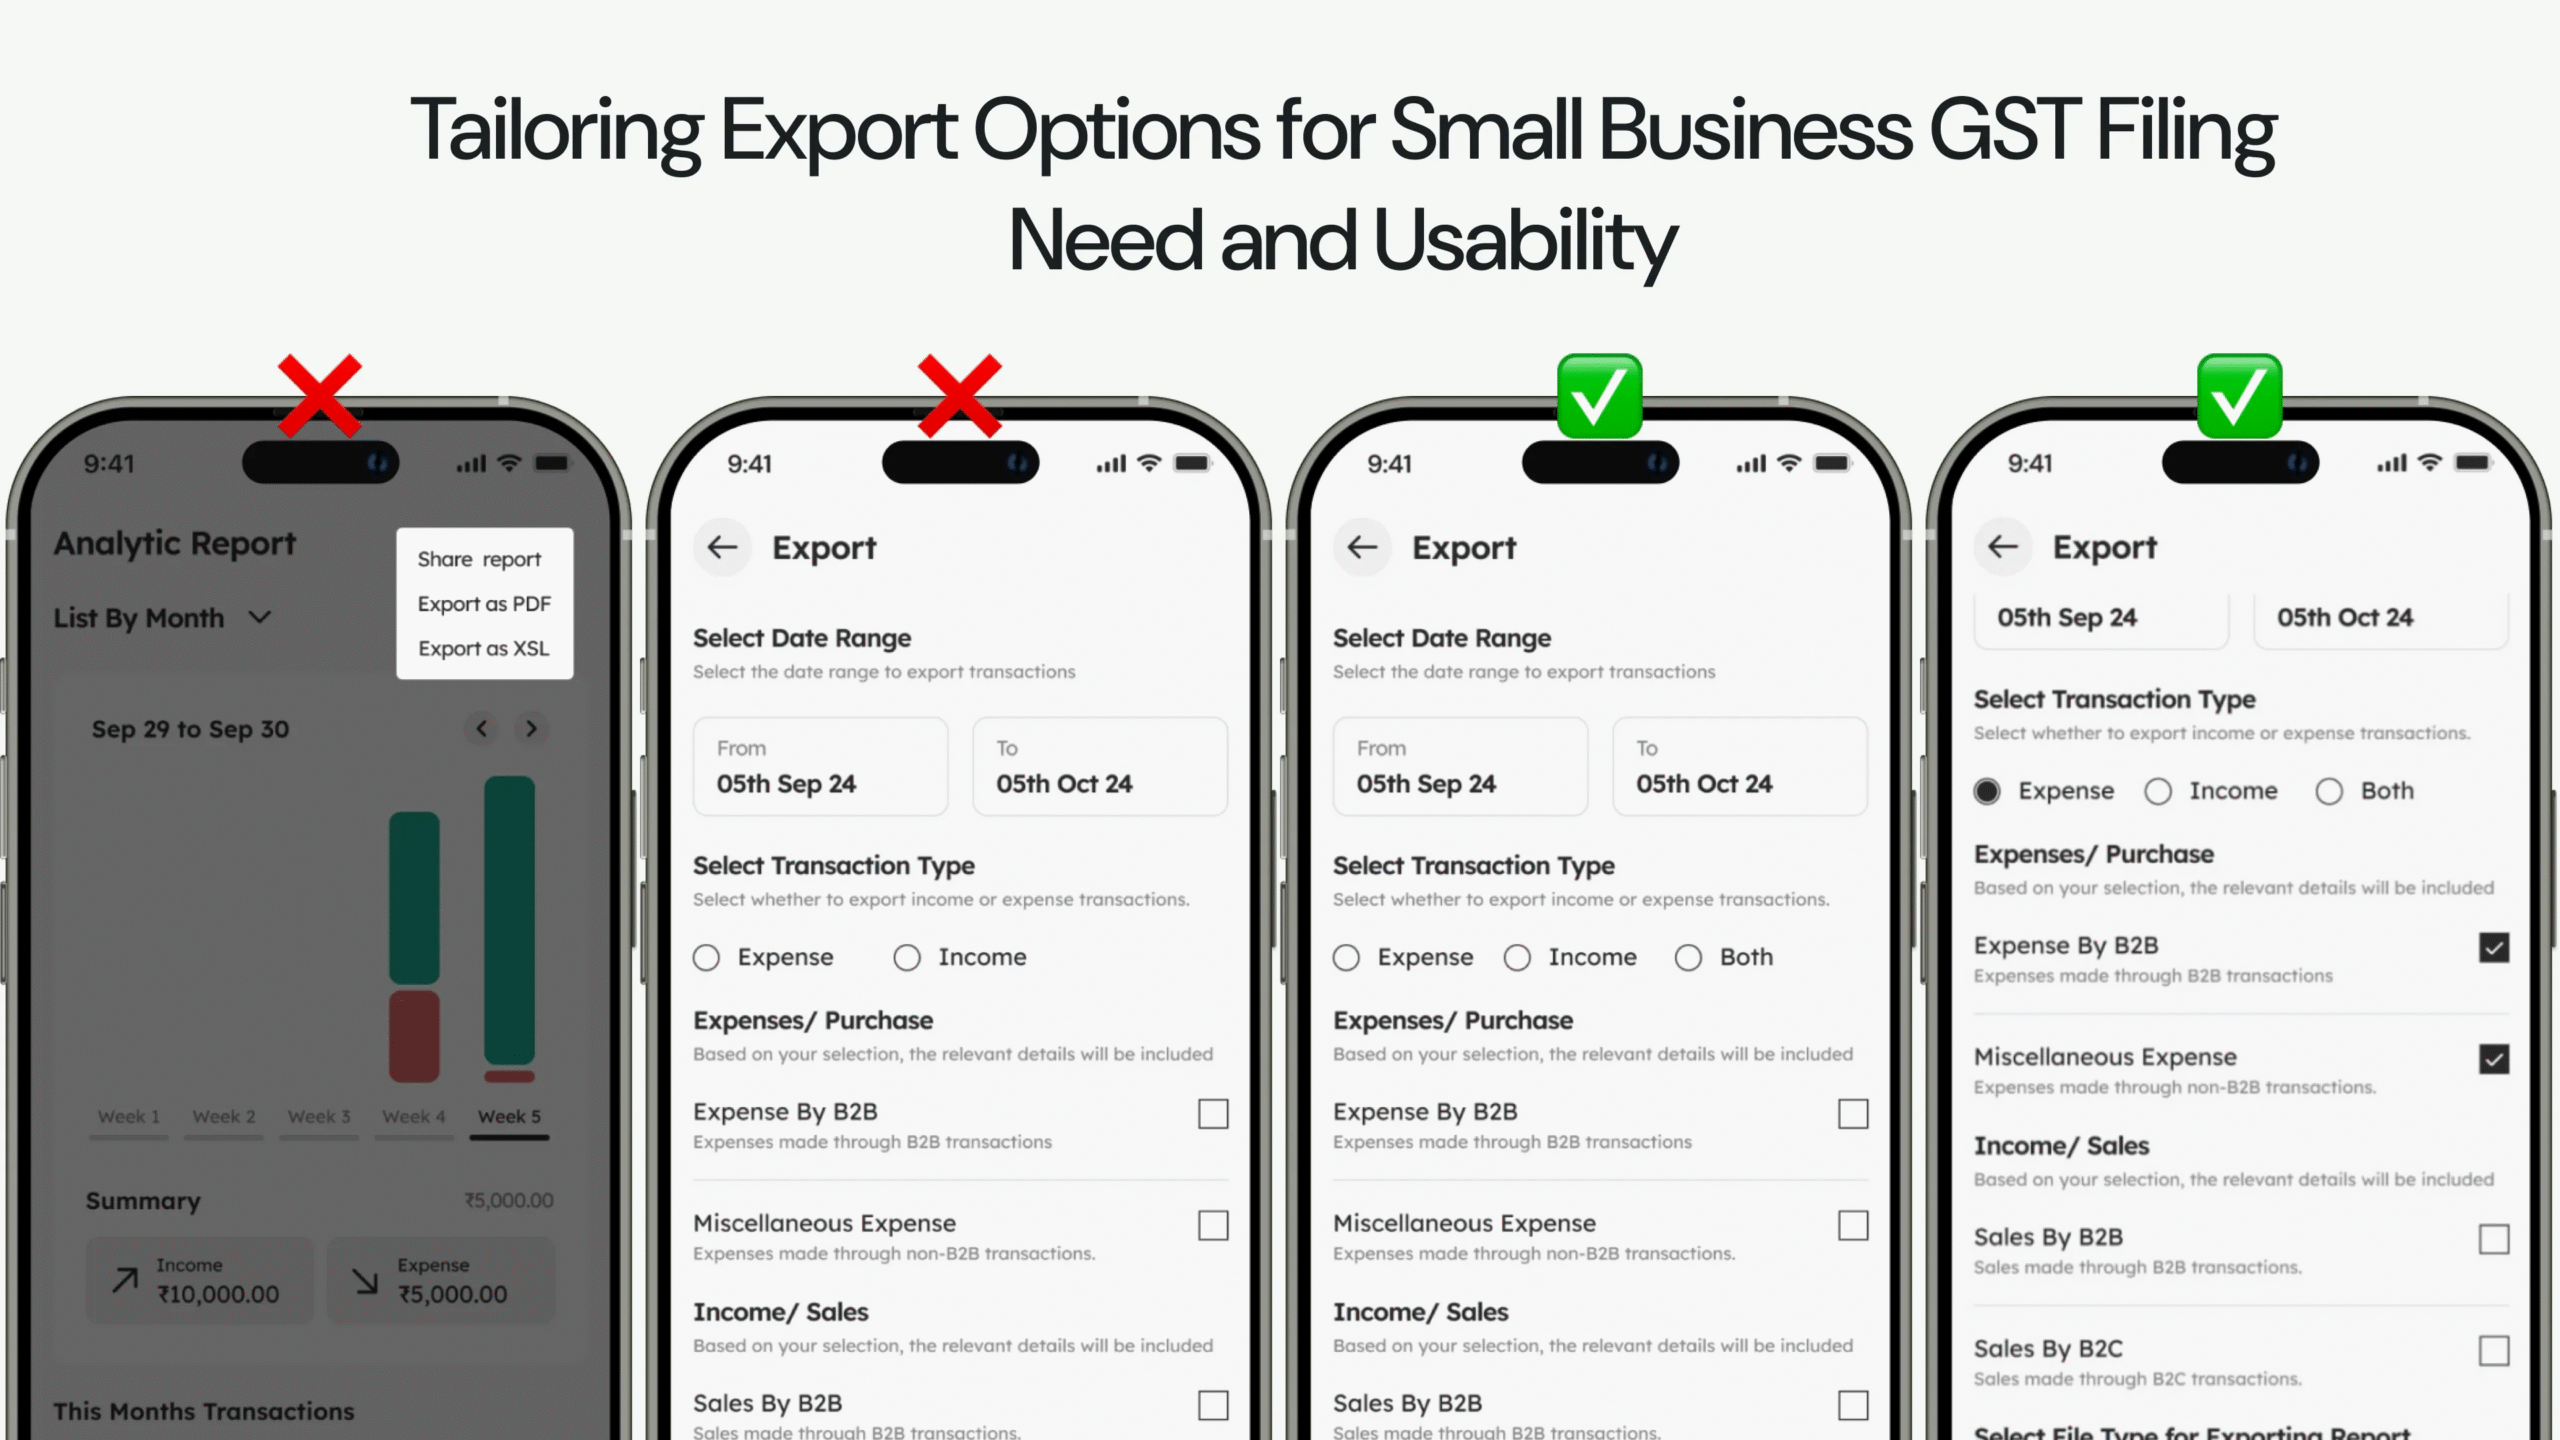 Tailoring Export Options for Small Business GST Filing
Need and Usability
9:41
Analytic Report
Share report
Export as PDF
Export as XSL
List By Month
Sep 29 to Sep 30
Week 1 Week 2 Week 3 Week 4 Week 5
Summary ₹5,000.00
Income
₹10,000.00
Expense
₹5,000.00
This Months Transactions
9:41
Export
Select Date Range
Select the date range to export transactions
From
05th Sep 24
To
05th Oct 24
Select Transaction Type
Select whether to export income or expense transactions.
Expense Income
Expenses/ Purchase
Based on your selection, the relevant details will be included
Expense By B2B
Expenses made through B2B transactions
Miscellaneous Expense
Expenses made through non-B2B transactions.
Income/ Sales
Based on your selection, the relevant details will be included
Sales By B2B
Sales made through B2B transactions.
9:41
Export
Select Date Range
Select the date range to export transactions
From
05th Sep 24
To
05th Oct 24
Select Transaction Type
Select whether to export income or expense transactions.
Expense Income Both
Expenses/ Purchase
Based on your selection, the relevant details will be included
Expense By B2B
Expenses made through B2B transactions
Miscellaneous Expense
Expenses made through non-B2B transactions.
Income/ Sales
Based on your selection, the relevant details will be included
Sales By B2B
Sales made through B2B transactions.
9:41
Export
05th Sep 24 05th Oct 24
Select Transaction Type
Select whether to export income or expense transactions.
Expense Income Both
Expenses/ Purchase
Based on your selection, the relevant details will be included
Expense By B2B
Expenses made through B2B transactions
Miscellaneous Expense
Expenses made through non-B2B transactions.
Income/ Sales
Based on your selection, the relevant details will be included
Sales By B2B
Sales made through B2B transactions.
Sales By B2C
Sales made through B2C transactions.
Select File Type for Exporting Report